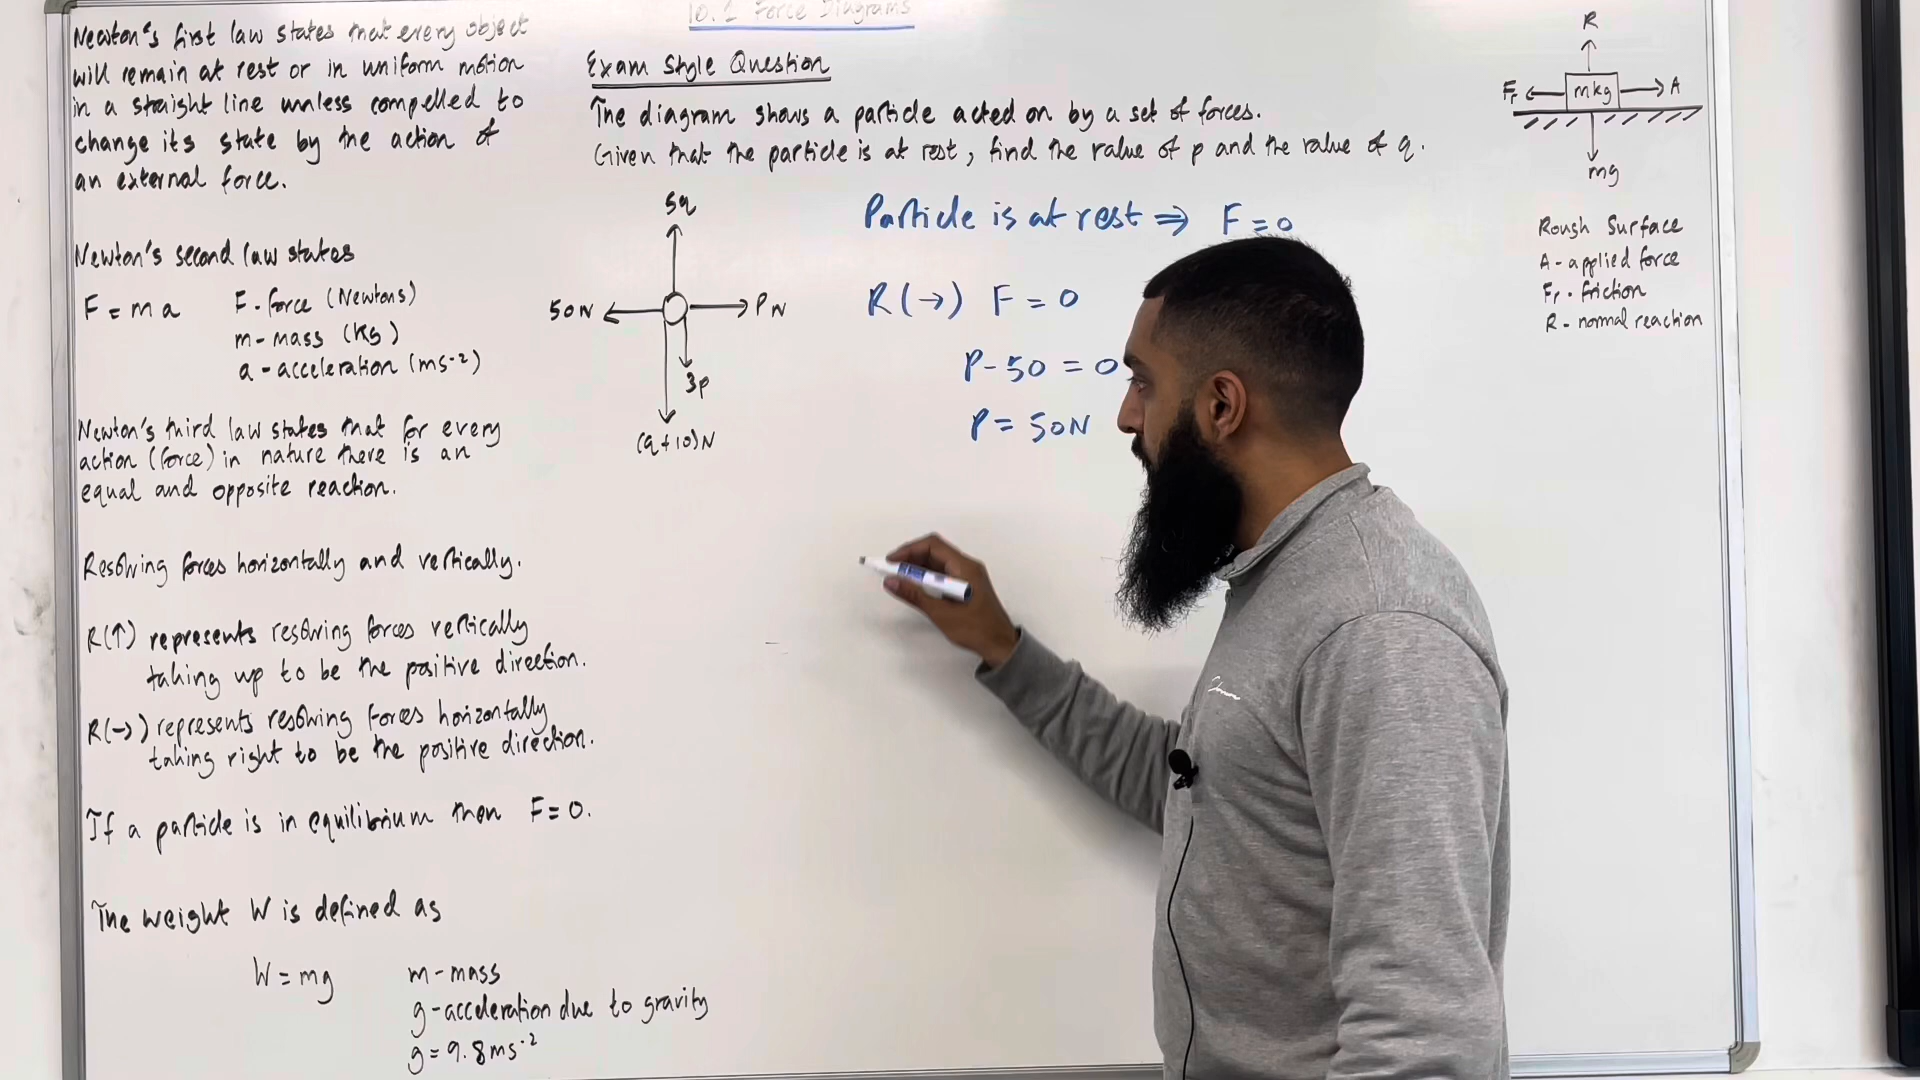 10.1 Force Diagrams
Newton's first law states that every object
will remain at rest or in uniform motion
in a straight line unless compelled to
change its state by the action of
an external force.
Newton's second law states
F = ma
F - force (Newtons)
m - mass (kg)
a - acceleration (ms⁻²)
Newton's third law states that for every
action (force) in nature there is an
equal and opposite reaction.
Resolving forces horizontally and vertically.
R(↑) represents resolving forces vertically
taking up to be the positive direction.
R(→) represents resolving forces horizontally
taking right to be the positive direction.
If a particle is in equilibrium then F = 0.
The weight W is defined as
W = mg
m - mass
g - acceleration due to gravity
g = 9.8 ms⁻²
Exam Style Question
The diagram shows a particle acted on by a set of forces.
Given that the particle is at rest, find the value of p and the value of q.
5q
50N
PN
3p
(q+10)N
Particle is at rest ⇒ F = 0
R(→) F = 0
P - 50 = 0
P = 50N
R
Fr
mkg
A
mg
Rough Surface
A - applied force
Fr - friction
R - normal reaction